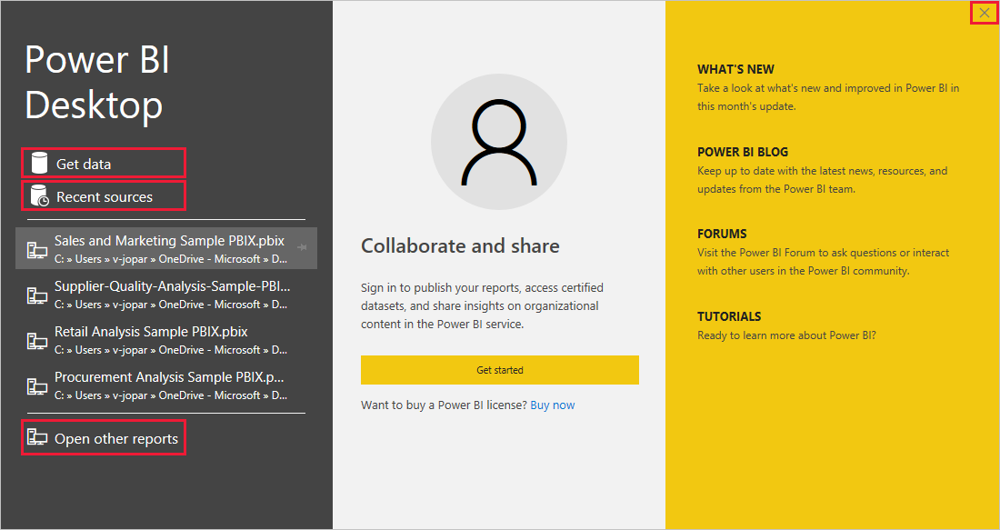 Power BI
Desktop
Get data
Recent sources
Sales and Marketing Sample PBIX.pbix
C: » Users » v-jopar » OneDrive - Microsoft » D...
Supplier-Quality-Analysis-Sample-PBI...
C: » Users » v-jopar » OneDrive - Microsoft » D...
Retail Analysis Sample PBIX.pbix
C: » Users » v-jopar » OneDrive - Microsoft » D...
Procurement Analysis Sample PBIX.p...
C: » Users » v-jopar » OneDrive - Microsoft » D...
Open other reports
Collaborate and share
Sign in to publish your reports, access certified
datasets, and share insights on organizational
content in the Power BI service.
Get started
Want to buy a Power BI license? Buy now
WHAT'S NEW
Take a look at what's new and improved in Power BI in
this month's update.
POWER BI BLOG
Keep up to date with the latest news, resources, and
updates from the Power BI team.
FORUMS
Visit the Power BI Forum to ask questions or interact
with other users in the Power BI community.
TUTORIALS
Ready to learn more about Power BI?